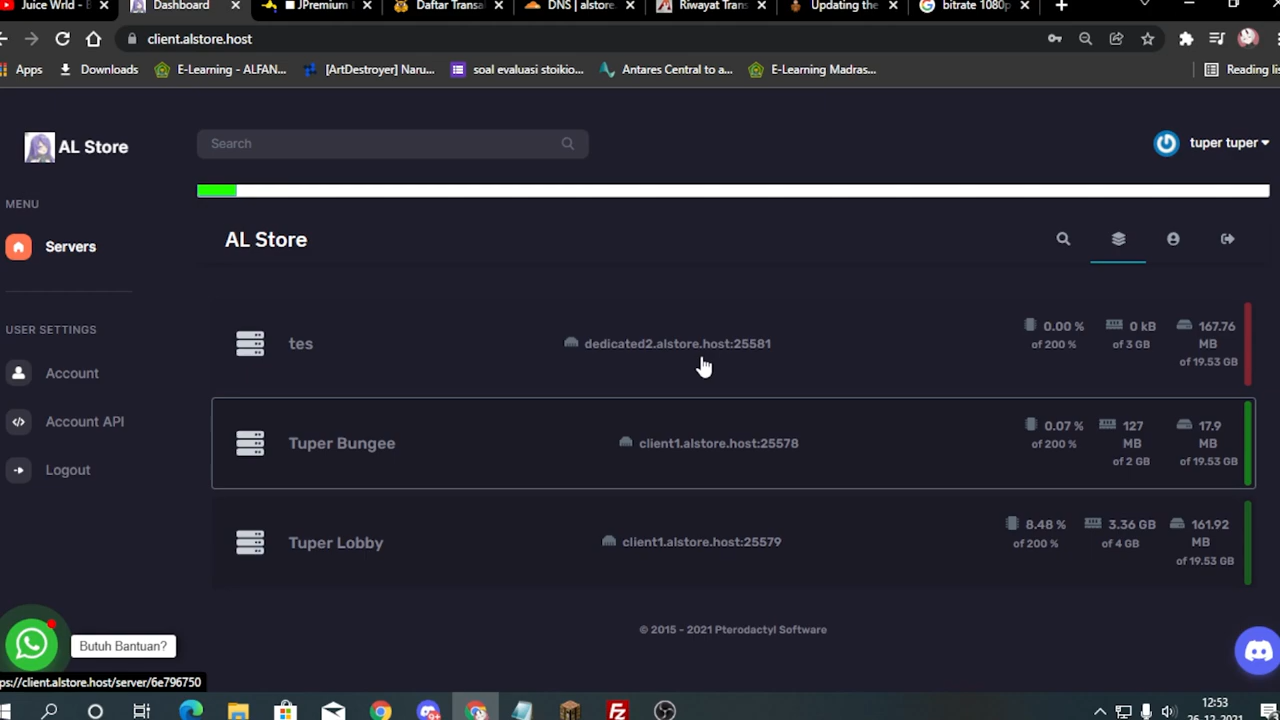 Juice Wrld - B
Dashboard
JPremium
Daftar Transal
DNS | alstore.
Riwayat Trans
Updating the
bitrate 1080p
client.alstore.host
Apps
Downloads
E-Learning - ALFAN...
[ArtDestroyer] Naru...
soal evaluasi stoikio...
Antares Central to a...
E-Learning Madras...
Reading lis
AL Store
Search
tuper tuper
MENU
Servers
AL Store
USER SETTINGS
Account
Account API
Logout
tes
dedicated2.alstore.host:25581
0.00 %
of 200 %
0 kB
of 3 GB
167.76
MB
of 19.53 GB
Tuper Bungee
client1.alstore.host:25578
0.07 %
of 200 %
127
MB
of 2 GB
17.9
MB
of 19.53 GB
Tuper Lobby
client1.alstore.host:25579
8.48 %
of 200 %
3.36 GB
of 4 GB
161.92
MB
of 19.53 GB
© 2015 - 2021 Pterodactyl Software
Butuh Bantuan?
ps://client.alstore.host/server/6e796750
12:53
26-12-2021